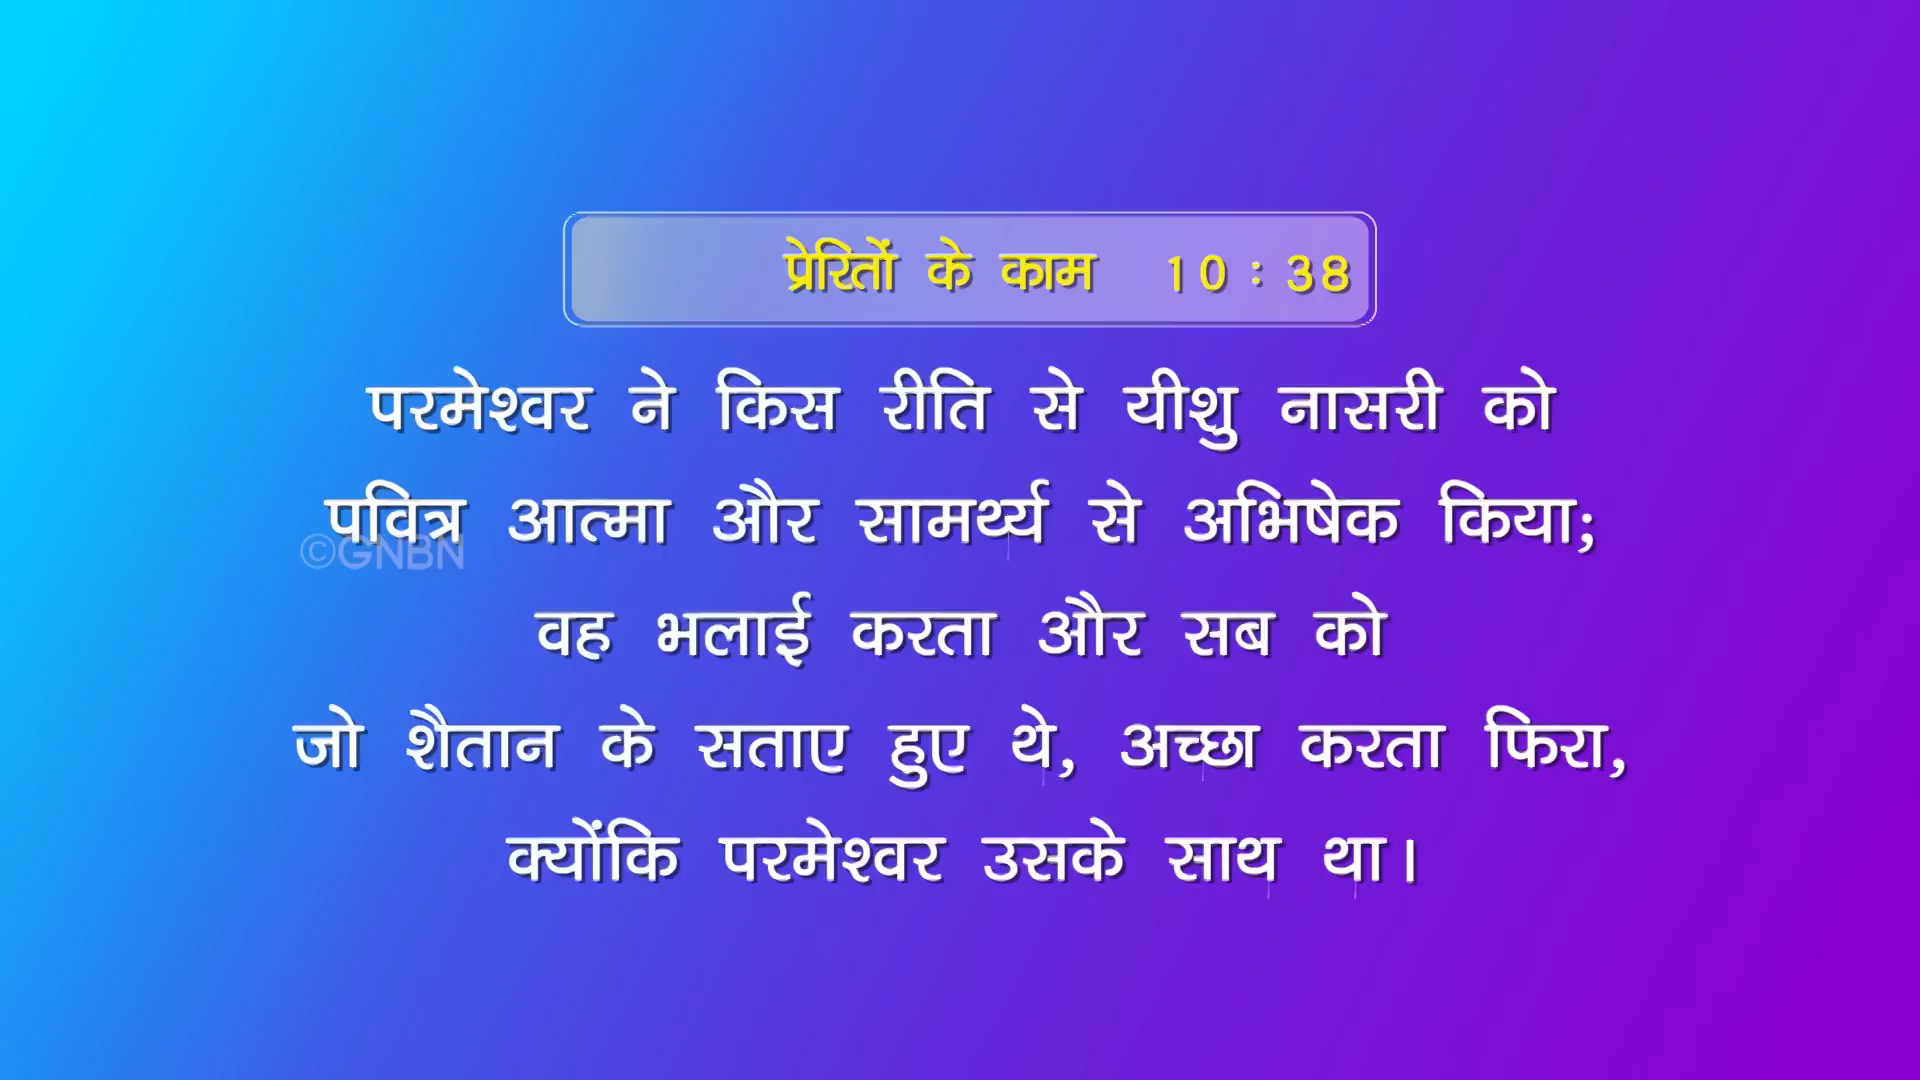 प्रेरितों के काम 10 : 38
परमेश्वर ने किस रीति से यीशु नासरी को
पवित्र आत्मा और सामर्थ्य से अभिषेक किया;
©GNBN
वह भलाई करता और सब को
जो शैतान के सताए हुए थे, अच्छा करता फिरा,
क्योंकि परमेश्वर उसके साथ था।